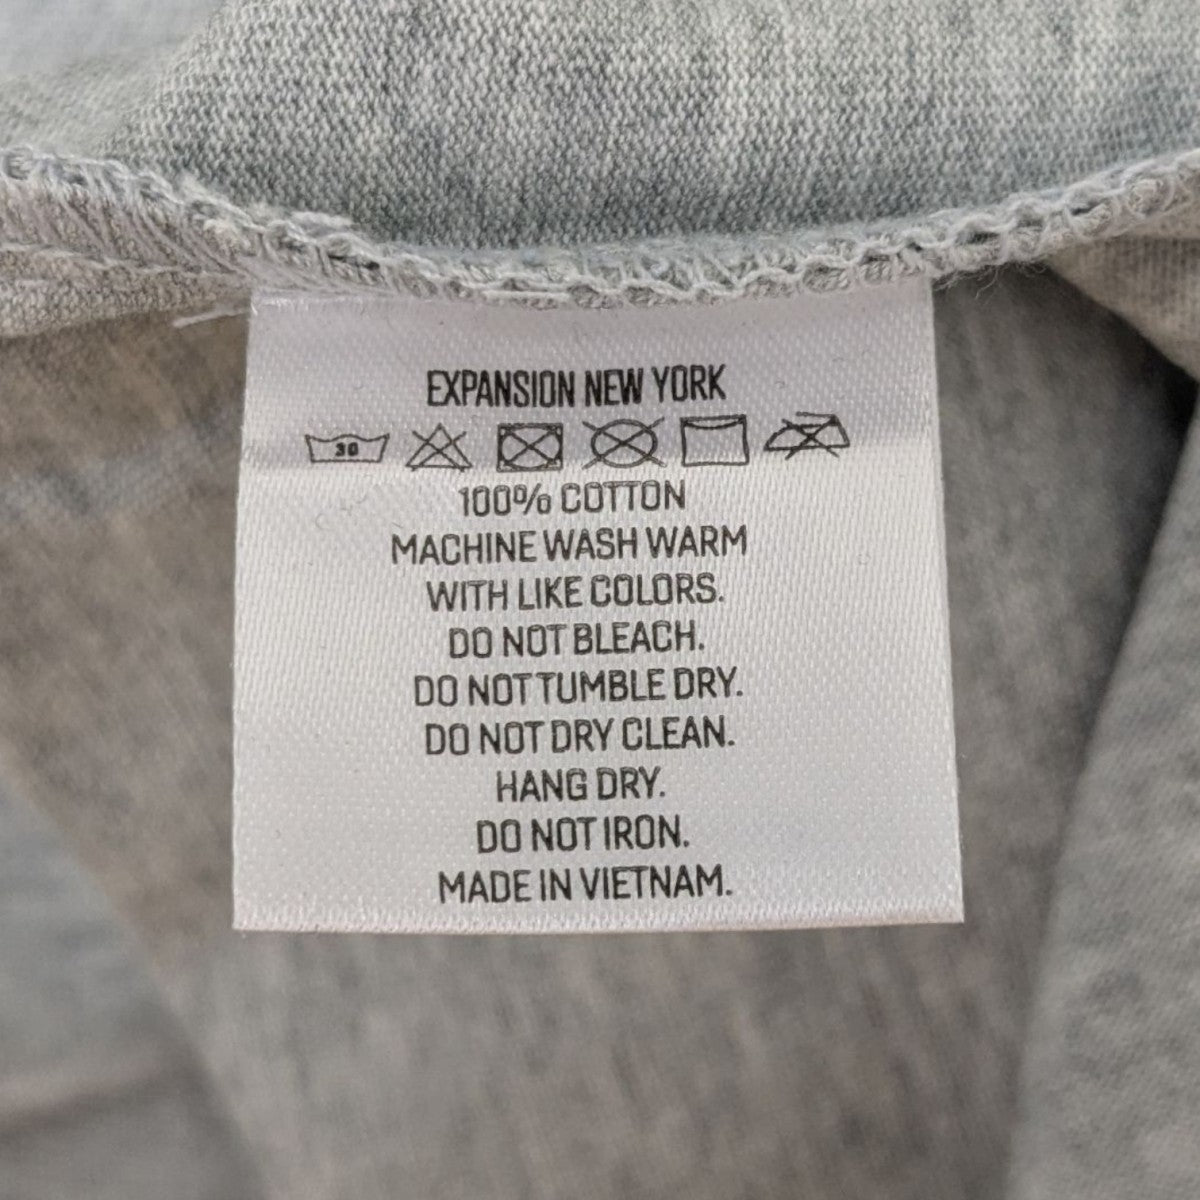 EXPANSION NEW YORK
30
100% COTTON
MACHINE WASH WARM
WITH LIKE COLORS.
DO NOT BLEACH.
DO NOT TUMBLE DRY.
DO NOT DRY CLEAN.
HANG DRY.
DO NOT IRON.
MADE IN VIETNAM.